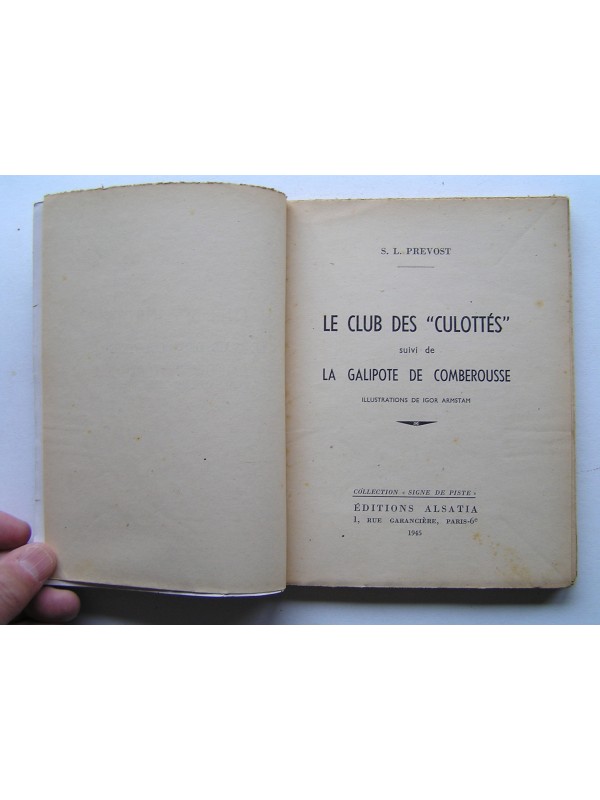 S. L. PREVOST
LE CLUB DES "CULOTTÉS"
suivi de
LA GALIPOTE DE COMBEROUSSE
ILLUSTRATIONS DE IGOR ARMSTAM
COLLECTION « SIGNE DE PISTE »
ÉDITIONS ALSATIA
1, RUE GARANCIÈRE, PARIS-6e
1945